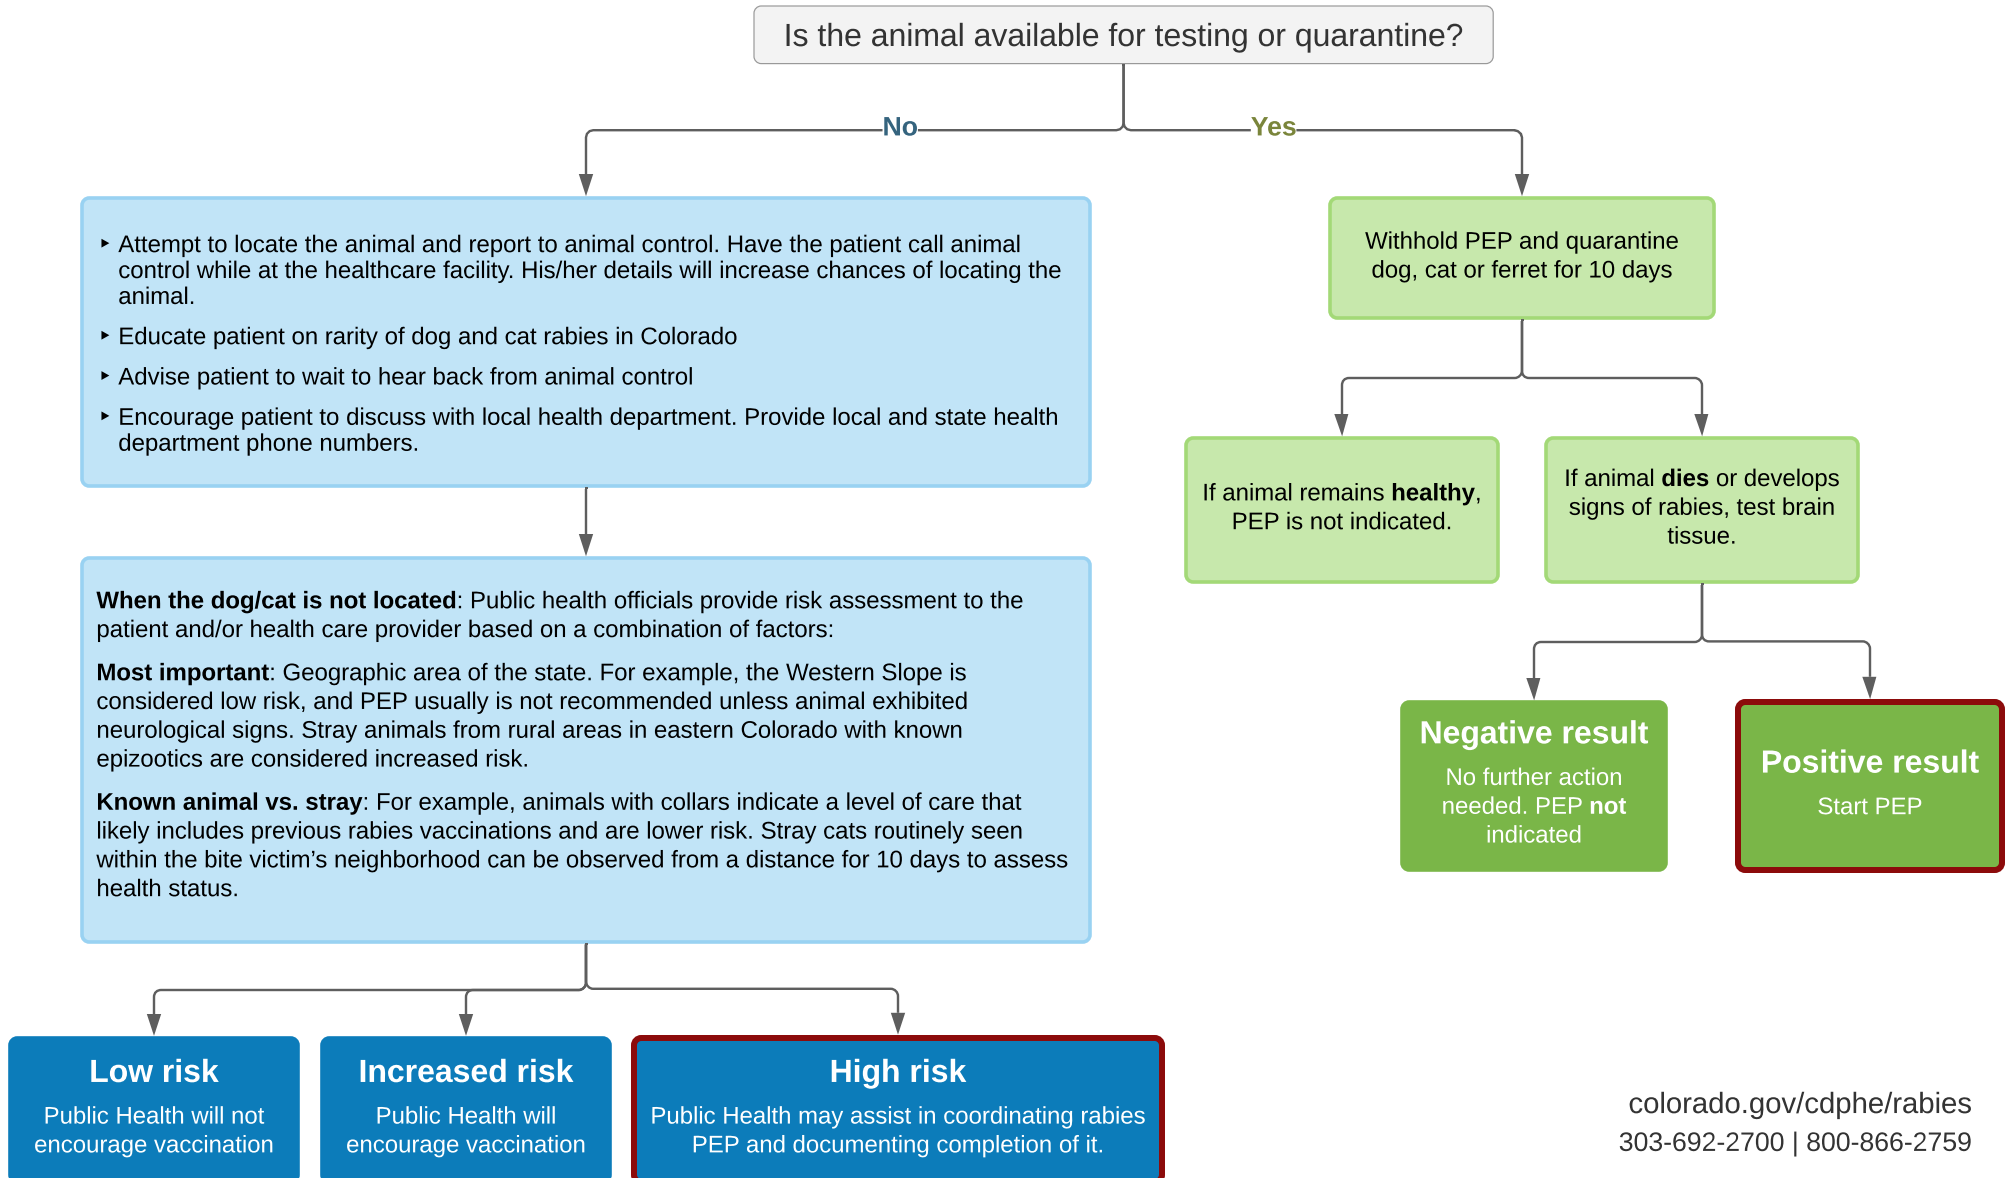 Is the animal available for testing or quarantine?
No
Yes
‣ Attempt to locate the animal and report to animal control. Have the patient call animal
control while at the healthcare facility. His/her details will increase chances of locating the
animal.
‣ Educate patient on rarity of dog and cat rabies in Colorado
‣ Advise patient to wait to hear back from animal control
‣ Encourage patient to discuss with local health department. Provide local and state health
department phone numbers.
When the dog/cat is not located: Public health officials provide risk assessment to the
patient and/or health care provider based on a combination of factors:
Most important: Geographic area of the state. For example, the Western Slope is
considered low risk, and PEP usually is not recommended unless animal exhibited
neurological signs. Stray animals from rural areas in eastern Colorado with known
epizootics are considered increased risk.
Known animal vs. stray: For example, animals with collars indicate a level of care that
likely includes previous rabies vaccinations and are lower risk. Stray cats routinely seen
within the bite victim’s neighborhood can be observed from a distance for 10 days to assess
health status.
Low risk
Public Health will not
encourage vaccination
Increased risk
Public Health will
encourage vaccination
High risk
Public Health may assist in coordinating rabies
PEP and documenting completion of it.
Withhold PEP and quarantine
dog, cat or ferret for 10 days
If animal remains healthy,
PEP is not indicated.
If animal dies or develops
signs of rabies, test brain
tissue.
Negative result
No further action
needed. PEP not
indicated
Positive result
Start PEP
colorado.gov/cdphe/rabies
303-692-2700 | 800-866-2759